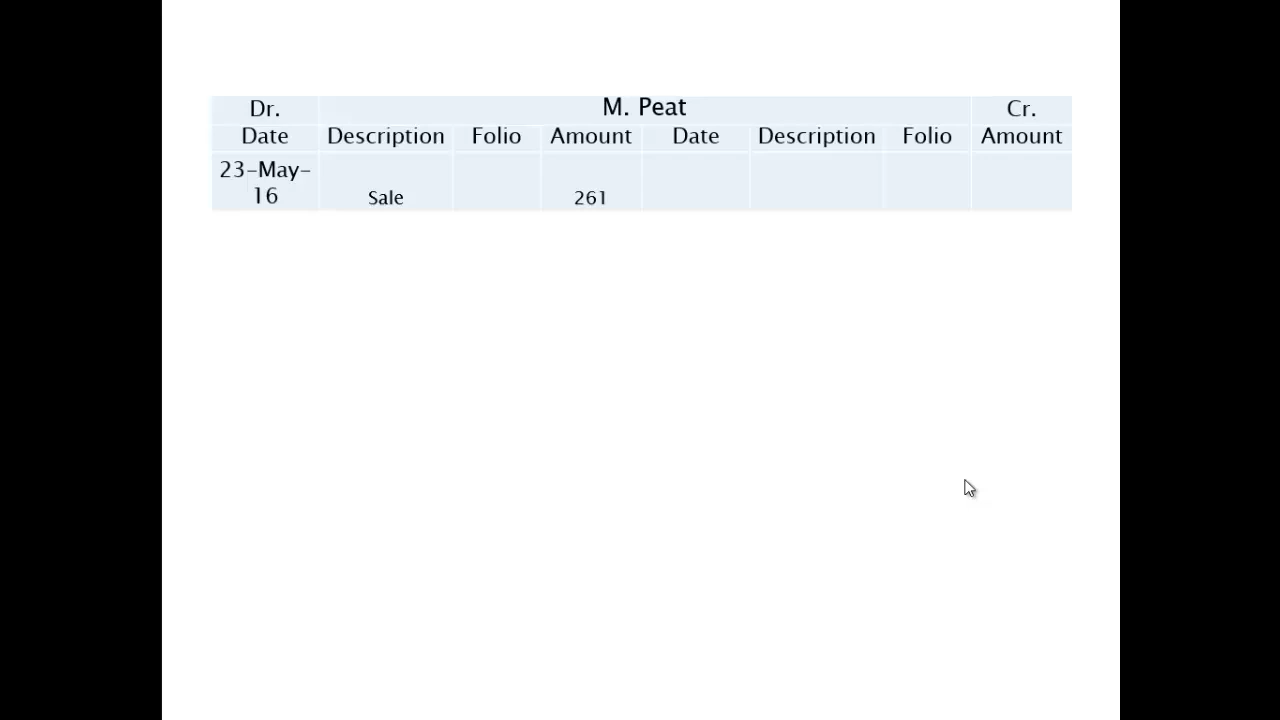 Dr. M. Peat Cr.
Date Description Folio Amount Date Description Folio Amount
23-May-
16 Sale 261